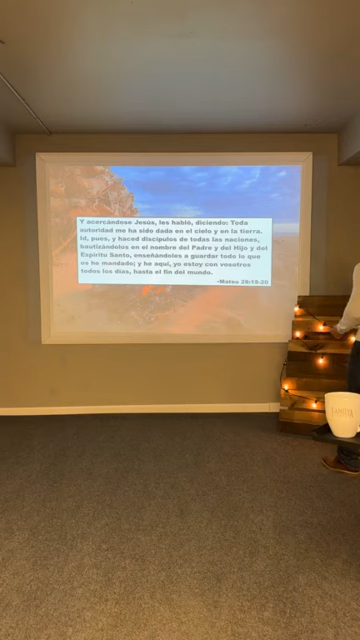 Y acercándose Jesús, les habló, diciendo: Toda
autoridad me ha sido dada en el cielo y en la tierra.
Id, pues, y haced discípulos de todas las naciones,
bautizándolos en el nombre del Padre y del Hijo y del
Espíritu Santo, enseñándoles a guardar todo lo que
os he mandado; y he aquí, yo estoy con vosotros
todos los días, hasta el fin del mundo.
-Mateo 28:18-20